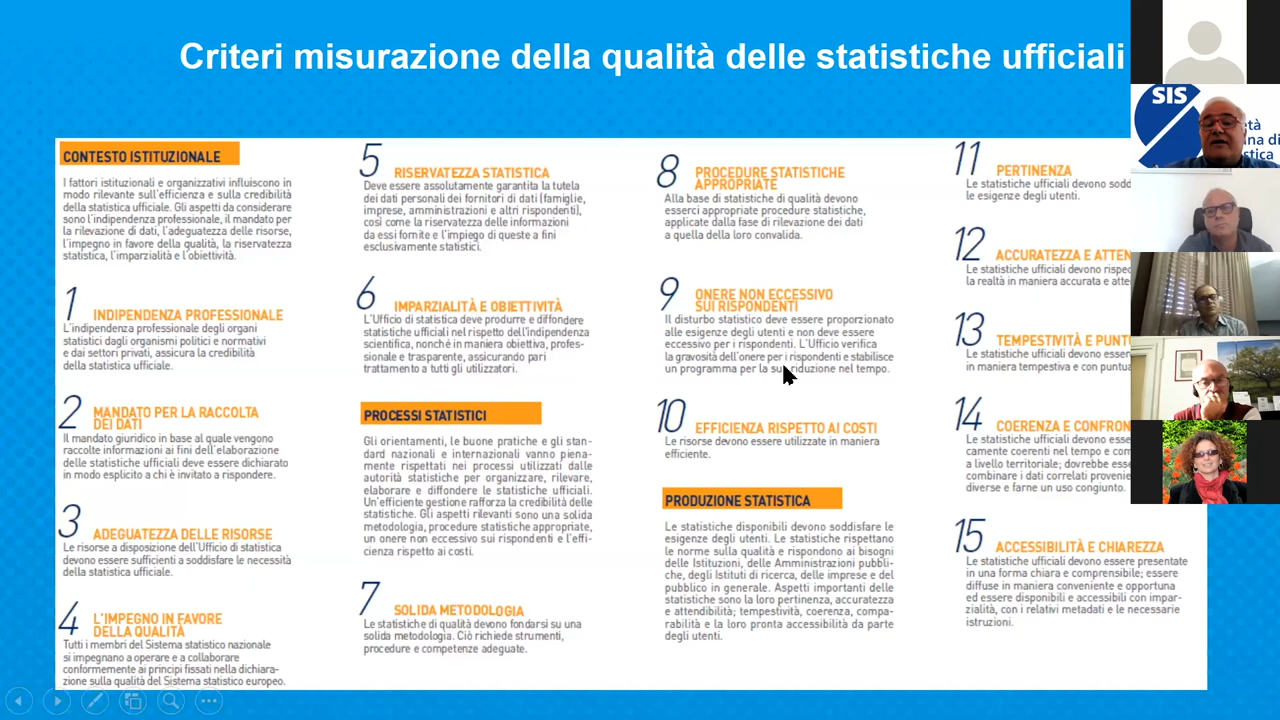 Criteri misurazione della qualità delle statistiche ufficiali
CONTESTO ISTITUZIONALE
I fattori istituzionali e organizzativi influiscono in
modo rilevante sull'efficienza e sulla credibilità
della statistica ufficiale. Gli aspetti da considerare
sono l'indipendenza professionale, il mandato per
la rilevazione di dati, l'adeguatezza delle risorse,
l'impegno in favore della qualità, la riservatezza
statistica, l'imparzialità e l'obiettività.
1
INDIPENDENZA PROFESSIONALE
L'indipendenza professionale degli organi
statistici dagli organismi politici e normativi
e dai settori privati, assicura la credibilità
della statistica ufficiale.
2
MANDATO PER LA RACCOLTA
DEI DATI
Il mandato giuridico in base al quale vengono
raccolte informazioni ai fini dell'elaborazione
delle statistiche ufficiali deve essere dichiarato
in modo esplicito a chi è invitato a rispondere.
3
ADEGUATEZZA DELLE RISORSE
Le risorse a disposizione dell'Ufficio di statistica
devono essere sufficienti a soddisfare le necessità
della statistica ufficiale.
4
L'IMPEGNO IN FAVORE
DELLA QUALITÀ
Tutti i membri del Sistema statistico nazionale
si impegnano a operare e a collaborare
conformemente ai principi fissati nella dichiara-
zione sulla qualità del Sistema statistico europeo.
5
RISERVATEZZA STATISTICA
Deve essere assolutamente garantita la tutela
dei dati personali dei fornitori di dati (famiglie,
imprese, amministrazioni e altri rispondenti),
così come la riservatezza delle informazioni
da essi fornite e l'impiego di queste a fini
esclusivamente statistici.
6
IMPARZIALITÀ E OBIETTIVITÀ
L'Ufficio di statistica deve produrre e diffondere
statistiche ufficiali nel rispetto dell'indipendenza
scientifica, nonché in maniera obiettiva, profes-
sionale e trasparente, assicurando pari
trattamento a tutti gli utilizzatori.
PROCESSI STATISTICI
Gli orientamenti, le buone pratiche e gli stan-
dard nazionali e internazionali vanno piena-
mente rispettati nei processi utilizzati dalle
autorità statistiche per organizzare, rilevare,
elaborare e diffondere le statistiche ufficiali.
Un'efficiente gestione rafforza la credibilità delle
statistiche. Gli aspetti rilevanti sono una solida
metodologia, procedure statistiche appropriate,
un onere non eccessivo sui rispondenti e l'effi-
cienza rispetto ai costi.
7
SOLIDA METODOLOGIA
Le statistiche di qualità devono fondarsi su una
solida metodologia. Ciò richiede strumenti,
procedure e competenze adeguate.
8
PROCEDURE STATISTICHE
APPROPRIATE
Alla base di statistiche di qualità devono
esserci appropriate procedure statistiche,
applicate dalla fase di rilevazione dei dati
a quella della loro convalida.
9
ONERE NON ECCESSIVO
SUI RISPONDENTI
Il disturbo statistico deve essere proporzionato
alle esigenze degli utenti e non deve essere
eccessivo per i rispondenti. L'Ufficio verifica
la gravosità dell'onere per i rispondenti e stabilisce
un programma per la sua riduzione nel tempo.
10
EFFICIENZA RISPETTO AI COSTI
Le risorse devono essere utilizzate in maniera
efficiente.
PRODUZIONE STATISTICA
Le statistiche disponibili devono soddisfare le
esigenze degli utenti. Le statistiche rispettano
le norme sulla qualità e rispondono ai bisogni
delle Istituzioni, delle Amministrazioni pubbli-
che, degli Istituti di ricerca, delle imprese e del
pubblico in generale. Aspetti importanti delle
statistiche sono la loro pertinenza, accuratezza
e attendibilità; tempestività, coerenza, compa-
rabilità e la loro pronta accessibilità da parte
degli utenti.
11
PERTINENZA
Le statistiche ufficiali devono sodd
le esigenze degli utenti.
12
ACCURATEZZA E ATTEN
Le statistiche ufficiali devono rispec
la realtà in maniera accurata e atte
13
TEMPESTIVITÀ E PUNTU
Le statistiche ufficiali devono esser
in maniera tempestiva e con puntua
14
COERENZA E CONFRON
Le statistiche ufficiali devono esse
camente coerenti nel tempo e com
a livello territoriale; dovrebbe esse
combinare i dati correlati provenie
diverse e farne un uso congiunto.
15
ACCESSIBILITÀ E CHIAREZZA
Le statistiche ufficiali devono essere presentate
in una forma chiara e comprensibile; essere
diffuse in maniera conveniente e opportuna
ed essere disponibili e accessibili con impar-
zialità, con i relativi metadati e le necessarie
istruzioni.
SIS
età
na di
stica